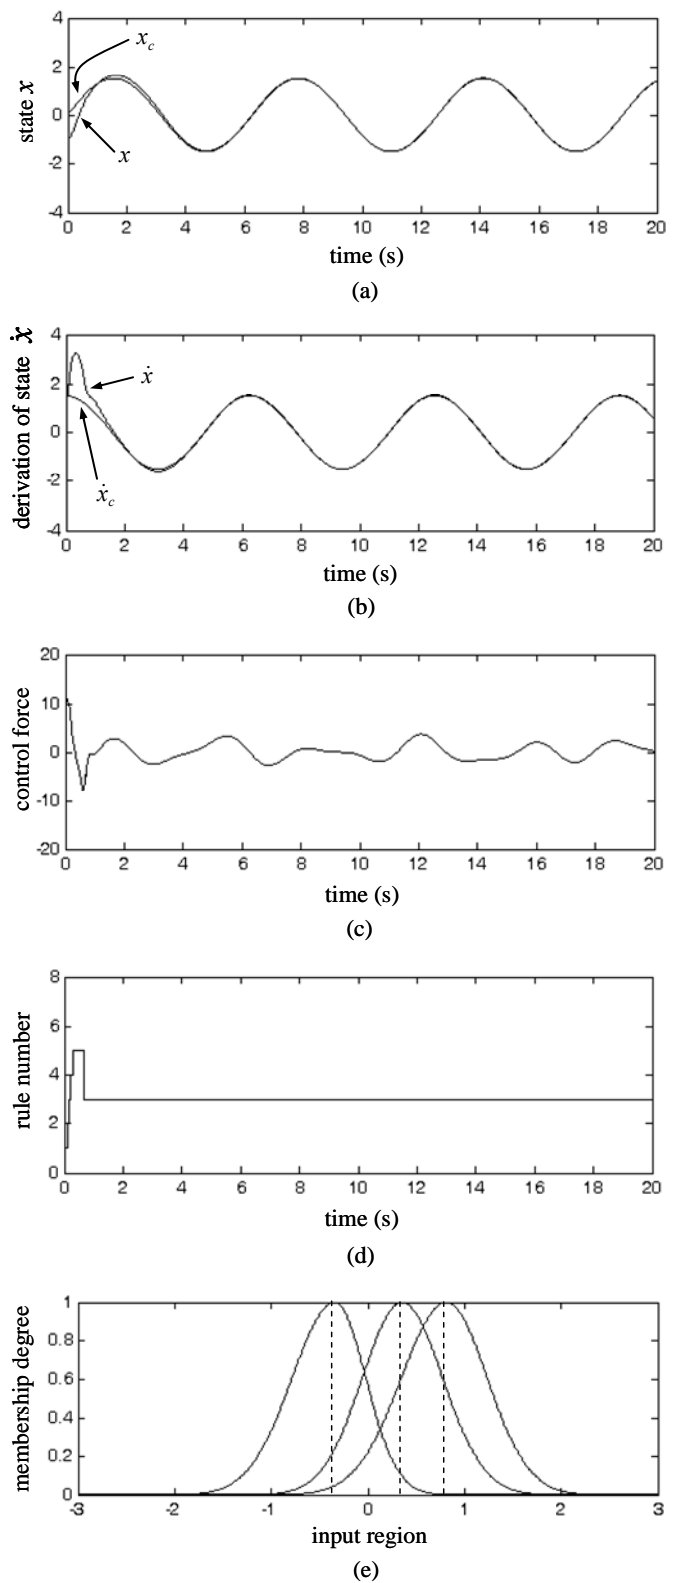 4
2
0
-2
-4
state x
x_c
x
0 2 4 6 8 10 12 14 16 18 20
time (s)
(a)
4
2
0
-2
-4
derivation of state ẋ
ẋ
ẋ_c
0 2 4 6 8 10 12 14 16 18 20
time (s)
(b)
20
10
0
-10
-20
control force
0 2 4 6 8 10 12 14 16 18 20
time (s)
(c)
8
6
4
2
0
rule number
0 2 4 6 8 10 12 14 16 18 20
time (s)
(d)
1
0.8
0.6
0.4
0.2
0
membership degree
-3 -2 -1 0 1 2 3
input region
(e)